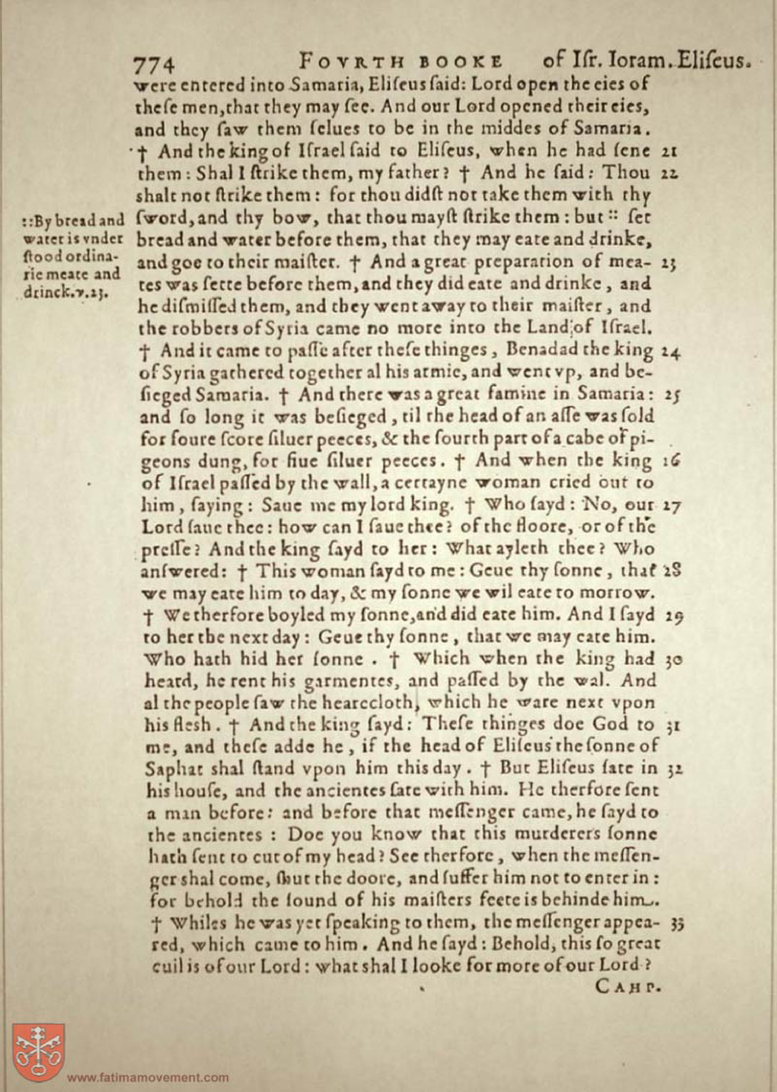 774 FOVRTH BOOKE of Iſr. Ioram. Eliſeus.
were entered into Samaria, Eliſeus ſaid: Lord open the eies of
theſe men, that they may ſee. And our Lord opened their eies,
and they ſaw them ſelues to be in the middes of Samaria.
† And the king of Iſrael ſaid to Eliſeus, when he had ſene 21
them: Shal I ſtrike them, my father? † And he ſaid: Thou 22
shalt not ſtrike them: for thou didſt not take them with thy
ſword, and thy bow, that thou mayſt ſtrike them: but :: ſet
bread and water before them, that they may eate and drinke,
and goe to their maiſter. † And a great preparation of mea- 23
tes was ſette before them, and they did eate and drinke, and
he diſmiſſed them, and they went away to their maiſter, and
the robbers of Syria came no more into the Land of Iſrael.
† And it came to paſſe after theſe thinges, Benadad the king 24
of Syria gathered together al his armie, and went vp, and be-
ſieged Samaria. † And there was a great famine in Samaria: 25
and ſo long it was beſieged, til the head of an aſſe was ſold
for foure ſcore ſiluer peeces, & the fourth part of a cabe of pi-
geons dung, for fiue ſiluer peeces. † And when the king 16
of Iſrael paſſed by the wall, a certayne woman cried out to
him, ſaying: Saue me my lord king. † Who ſayd: No, our 27
Lord ſaue thee: how can I ſaue thee? of the floore, or of the
preſſe? And the king ſayd to her: What ayleth thee? Who
anſwered: † This woman ſayd to me: Geue thy ſonne, that 28
we may eate him to day, & my ſonne we wil eate to morrow.
† We therfore boyled my ſonne, and did eate him. And I ſayd 29
to her the next day: Geue thy ſonne, that we may eate him.
Who hath hid her ſonne. † Which when the king had 30
heard, he rent his garmentes, and paſſed by the wal. And
al the people ſaw the hearecloth, which he ware next vpon
his flesh. † And the king ſayd: Theſe thinges doe God to 31
me, and theſe adde he, if the head of Eliſeus the ſonne of
Saphat shal ſtand vpon him this day. † But Eliſeus ſate in 32
his houſe, and the ancientes ſate with him. He therfore ſent
a man before: and before that meſſenger came, he ſayd to
the ancientes: Doe you know that this murderers ſonne
hath ſent to cut of my head? See therfore, when the meſſen-
ger shal come, shut the doore, and ſuffer him not to enter in:
for behold the ſound of his maiſters feete is behinde him.
† Whiles he was yet ſpeaking to them, the meſſenger appea- 33
red, which came to him. And he ſayd: Behold, this ſo great
euil is of our Lord: what shal I looke for more of our Lord?
CAHP.
::By bread and
water is vnder
ſtood ordina-
rie meate and
drinck. v. 23.
www.fatimamovement.com